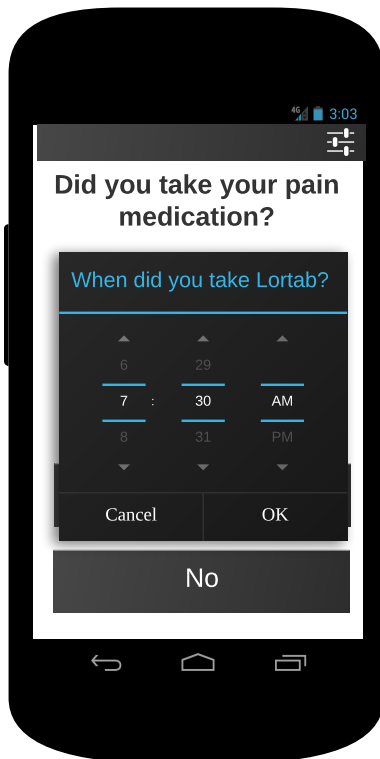 4G 3:03
Did you take your pain
medication?
When did you take Lortab?
6 29
7 : 30 AM
8 31 PM
Cancel OK
No